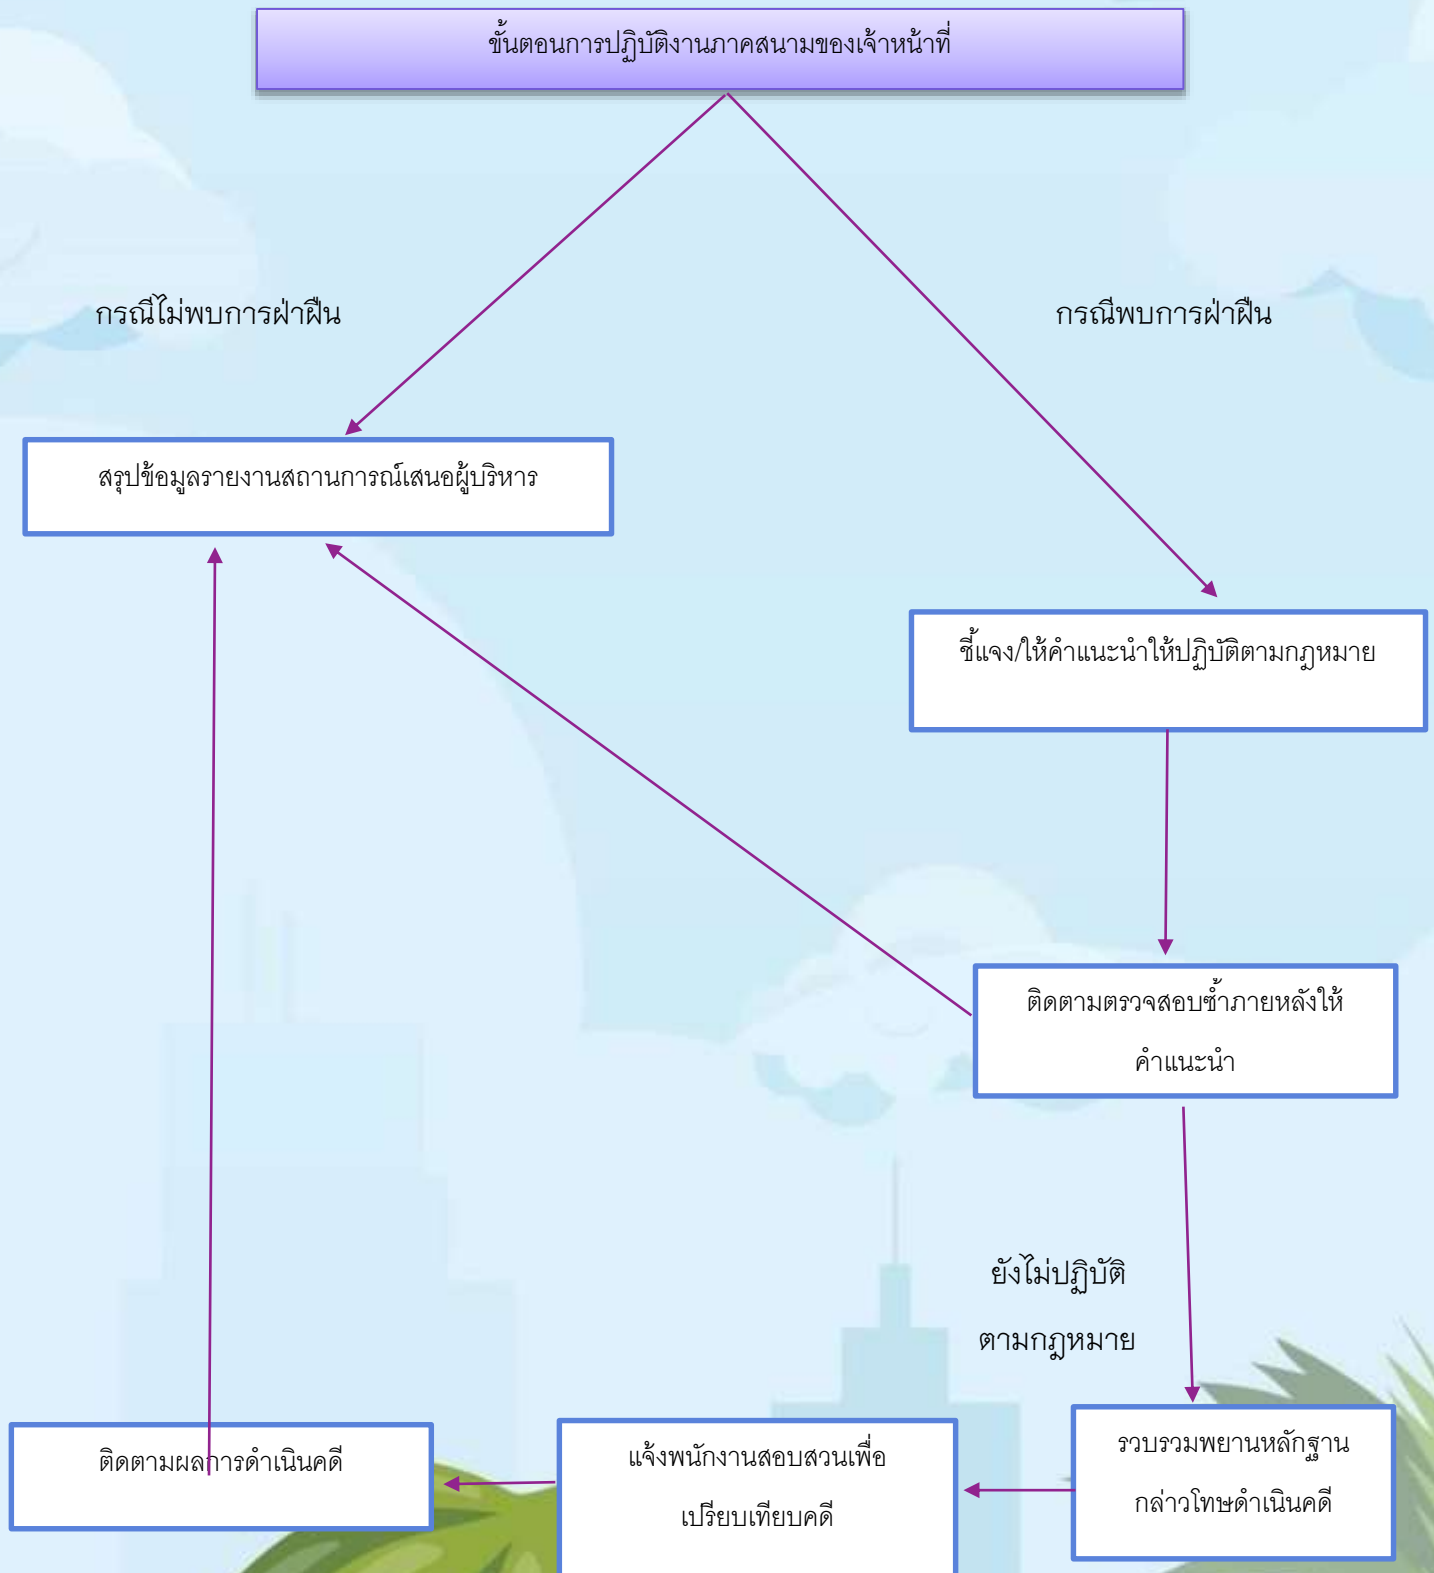 ขั้นตอนการปฏิบัติงานภาคสนามของเจ้าหน้าที่
กรณีไม่พบการฝ่าฝืน
กรณีพบการฝ่าฝืน
สรุปข้อมูลรายงานสถานการณ์เสนอผู้บริหาร
ชี้แจง/ให้คำแนะนำให้ปฏิบัติตามกฎหมาย
ติดตามตรวจสอบซ้ำภายหลังให้
คำแนะนำ
ยังไม่ปฏิบัติ
ตามกฎหมาย
รวบรวมพยานหลักฐาน
กล่าวโทษดำเนินคดี
แจ้งพนักงานสอบสวนเพื่อ
เปรียบเทียบคดี
ติดตามผลการดำเนินคดี